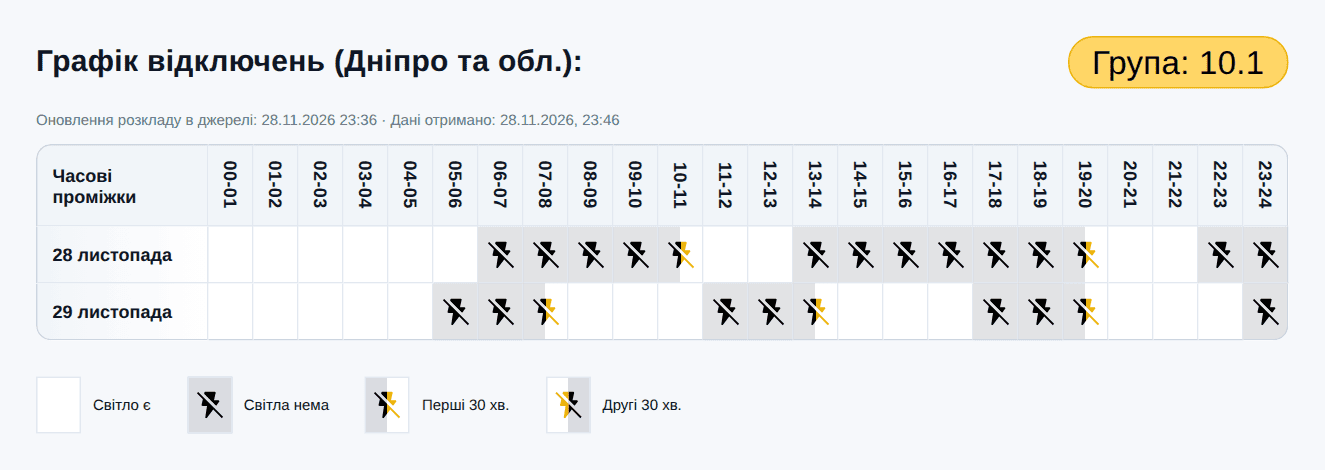 Графік відключень (Дніпро та обл.):
Група: 10.1
Оновлення розкладу в джерелі: 28.11.2026 23:36 · Дані отримано: 28.11.2026, 23:46
Часові
проміжки
00-01
01-02
02-03
03-04
04-05
05-06
06-07
07-08
08-09
09-10
10-11
11-12
12-13
13-14
14-15
15-16
16-17
17-18
18-19
19-20
20-21
21-22
22-23
23-24
28 листопада
29 листопада
Світло є
Світла нема
Перші 30 хв.
Другі 30 хв.